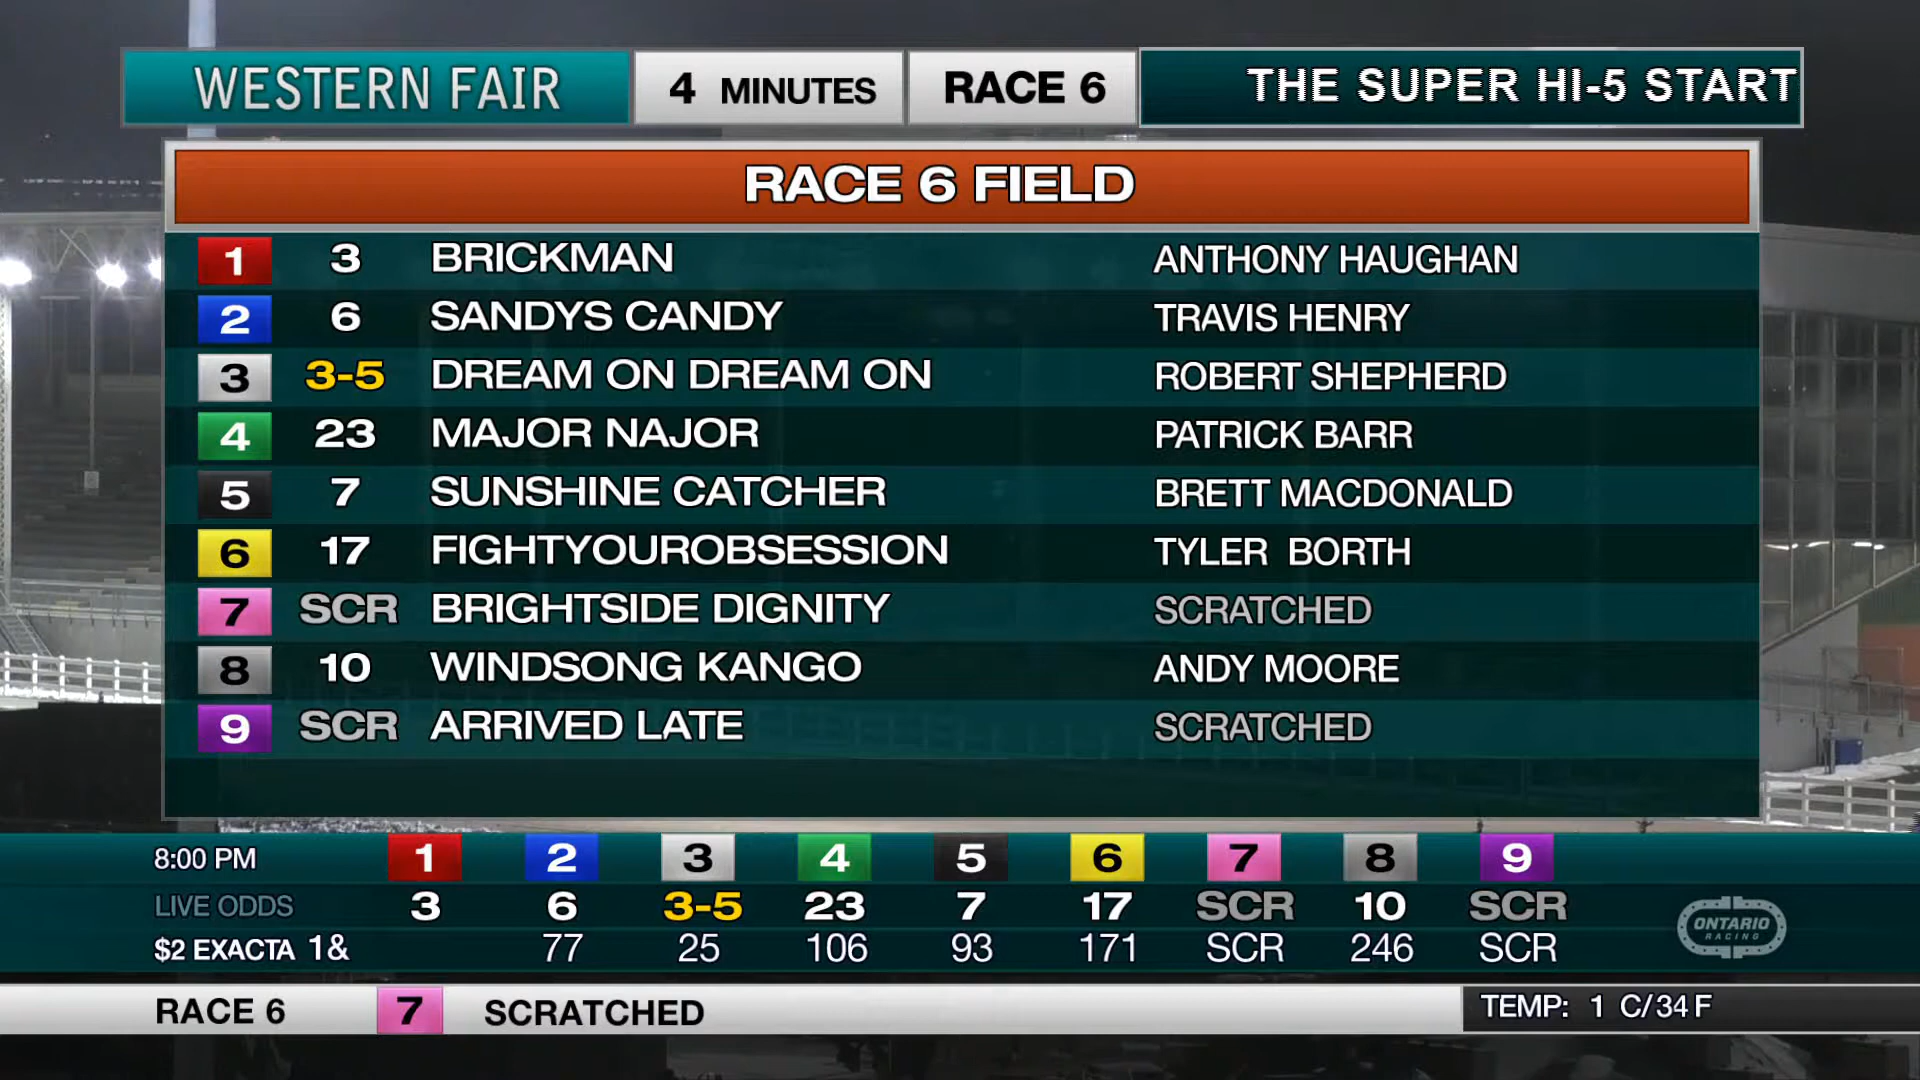 WESTERN FAIR 4 MINUTES RACE 6 THE SUPER HI-5 START
RACE 6 FIELD
1 3 BRICKMAN ANTHONY HAUGHAN
2 6 SANDYS CANDY TRAVIS HENRY
3 3-5 DREAM ON DREAM ON ROBERT SHEPHERD
4 23 MAJOR NAJOR PATRICK BARR
5 7 SUNSHINE CATCHER BRETT MACDONALD
6 17 FIGHTYOUROBSESSION TYLER BORTH
7 SCR BRIGHTSIDE DIGNITY SCRATCHED
8 10 WINDSONG KANGO ANDY MOORE
9 SCR ARRIVED LATE SCRATCHED
8:00 PM 1 2 3 4 5 6 7 8 9
LIVE ODDS 3 6 3-5 23 7 17 SCR 10 SCR
$2 EXACTA 1& 77 25 106 93 171 SCR 246 SCR
ONTARIO
RACING
RACE 6 7 SCRATCHED TEMP: 1 C/34 F